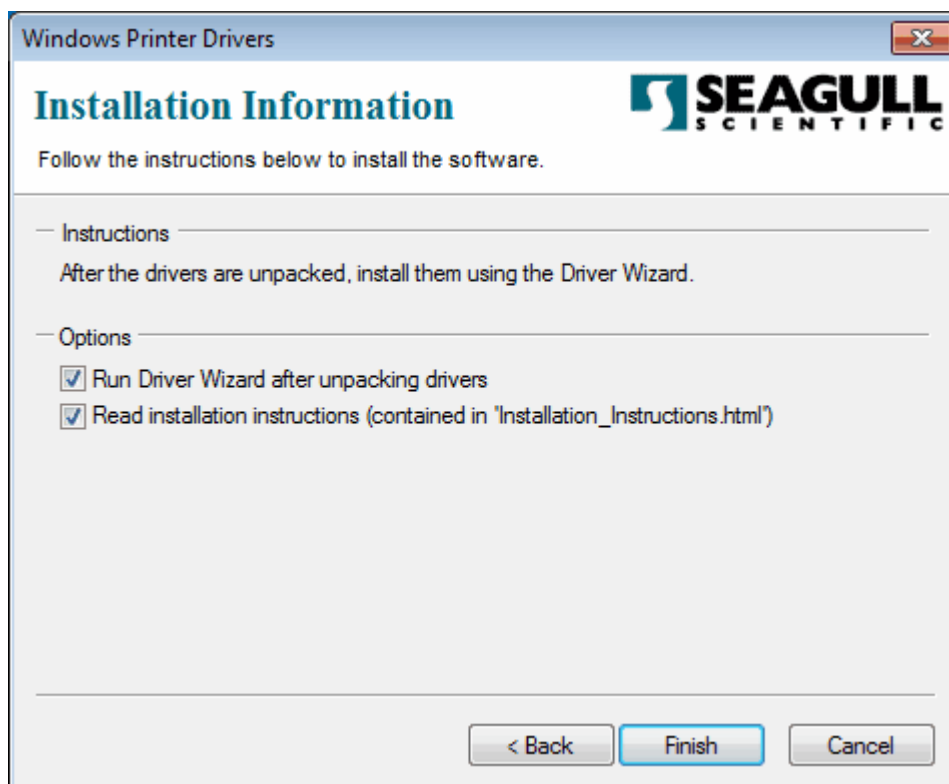 Windows Printer Drivers
Installation Information
SEAGULL
SCIENTIFIC
Follow the instructions below to install the software.
Instructions
After the drivers are unpacked, install them using the Driver Wizard.
Options
Run Driver Wizard after unpacking drivers
Read installation instructions (contained in "Installation_Instructions.html")
< Back Finish Cancel